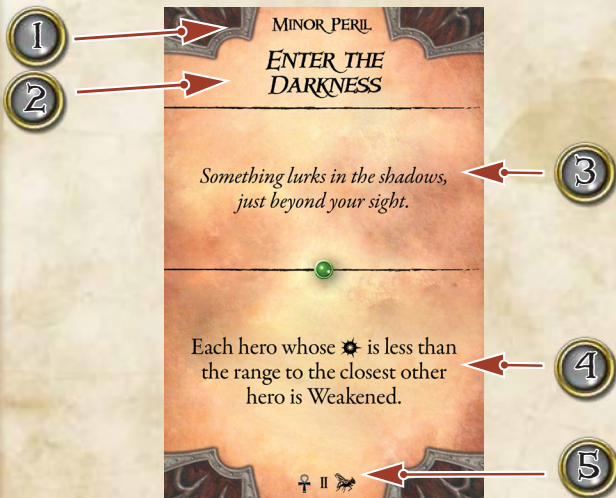 1
MINOR PERIL
2
ENTER THE
DARKNESS
3
Something lurks in the shadows,
just beyond your sight.
4
Each hero whose is less than
the range to the closest other
hero is Weakened.
5
II